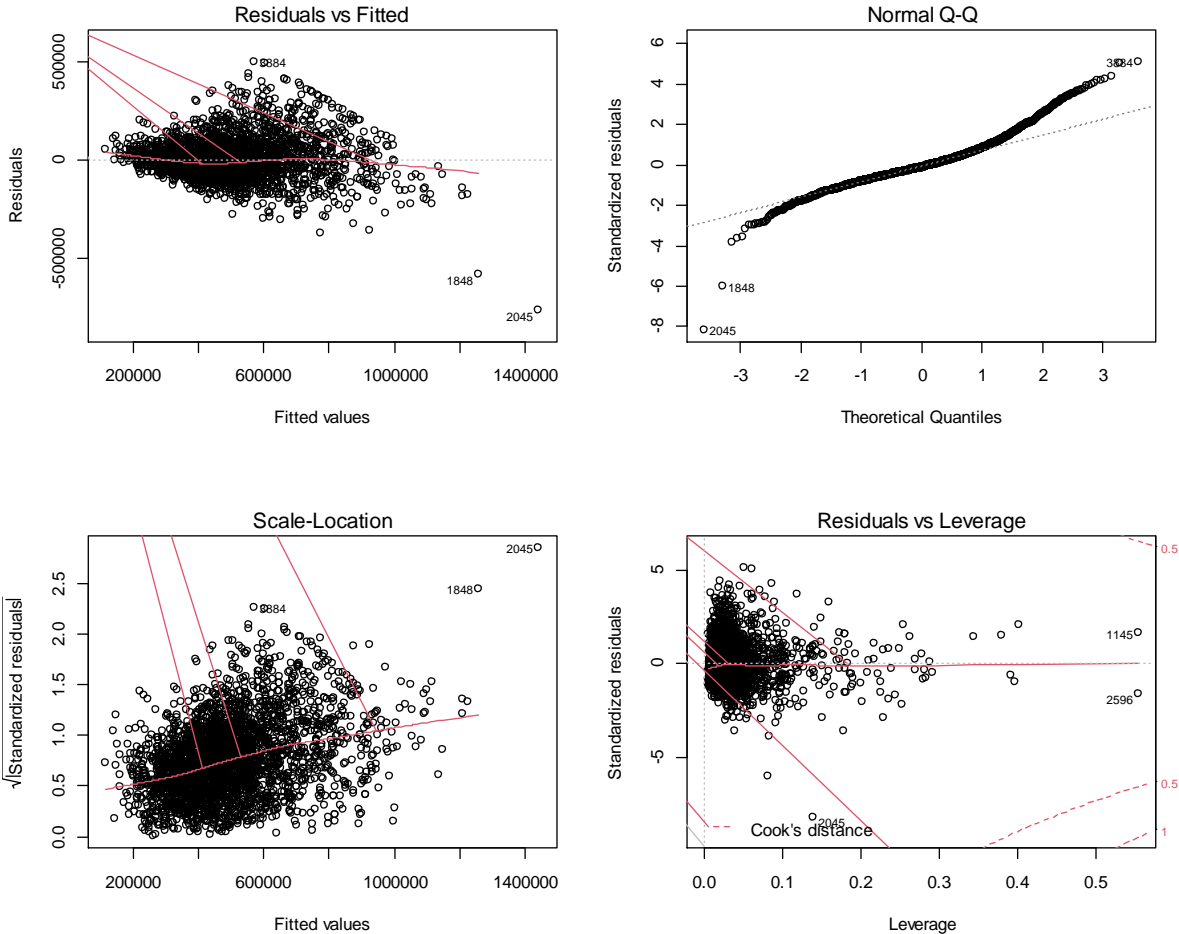 Residuals vs Fitted
Residuals
500000
0
-500000
3884
1848
2045
200000 600000 1000000 1400000
Fitted values
Normal Q-Q
Standardized residuals
6
4
2
0
-2
-4
-6
-8
3884
1848
2045
-3 -2 -1 0 1 2 3
Theoretical Quantiles
Scale-Location
√|Standardized residuals|
2.5
2.0
1.5
1.0
0.5
0.0
2045
1848
3884
200000 600000 1000000 1400000
Fitted values
Residuals vs Leverage
Standardized residuals
5
0
-5
0.5
1145
2596
0.5
1
2045
Cook's distance
0.0 0.1 0.2 0.3 0.4 0.5
Leverage